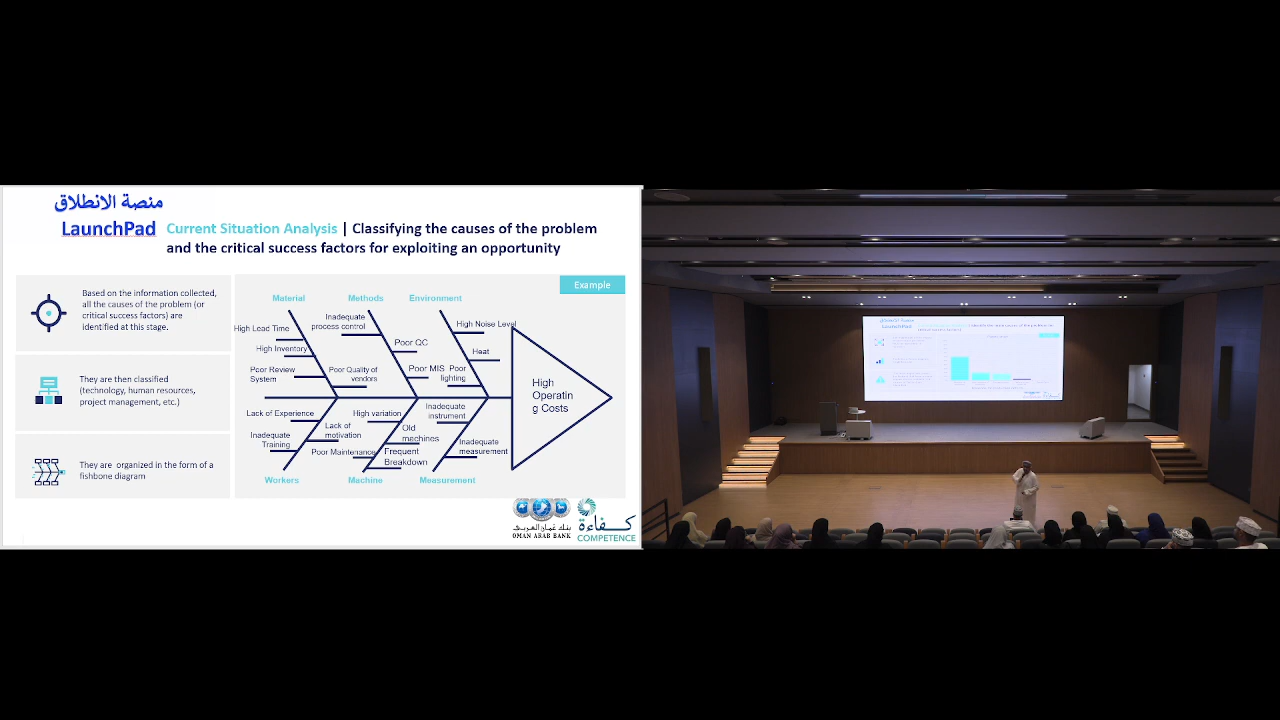 منصة الانطلاق
LaunchPad
Current Situation Analysis | Classifying the causes of the problem
and the critical success factors for exploiting an opportunity
Based on the information collected,
all the causes of the problem (or
critical success factors) are
identified at this stage.
They are then classified
(technology, human resources,
project management, etc.)
They are organized in the form of a
fishbone diagram
Example
Material
Methods
Environment
High Lead Time
High Inventory
Poor Review
System
Inadequate
process control
Poor Quality of
vendors
Poor QC
Poor MIS
Poor
lighting
High Noise Level
Heat
High
Operatin
g Costs
Lack of Experience
Inadequate
Training
Lack of
motivation
High variation
Poor Maintenance
Old
machines
Frequent
Breakdown
Inadequate
instrument
Inadequate
measurement
Workers
Machine
Measurement
بنك عمان العربي
OMAN ARAB BANK
كفاءة
COMPETENCE
منصة الانطلاق
LaunchPad